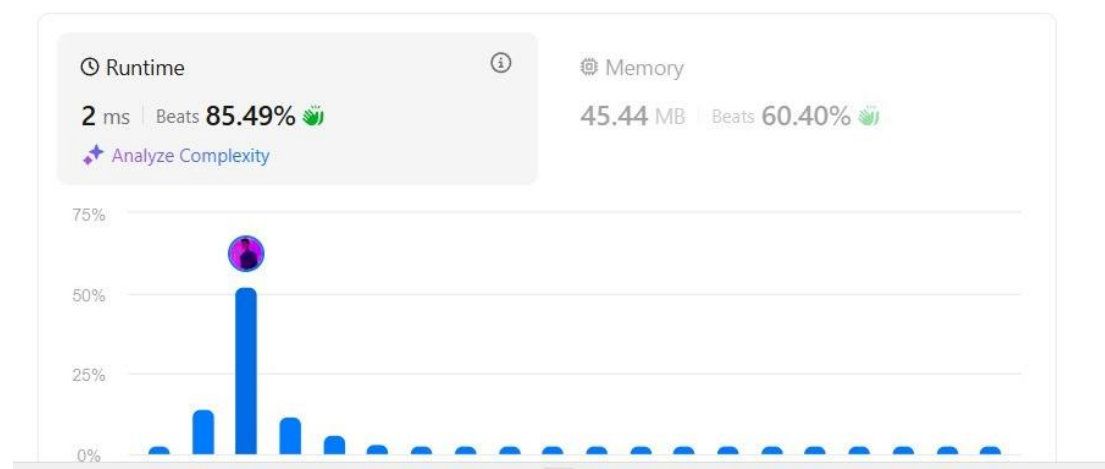 Runtime
2 ms Beats 85.49%
Analyze Complexity
Memory
45.44 MB Beats 60.40%
75%
50%
25%
0%